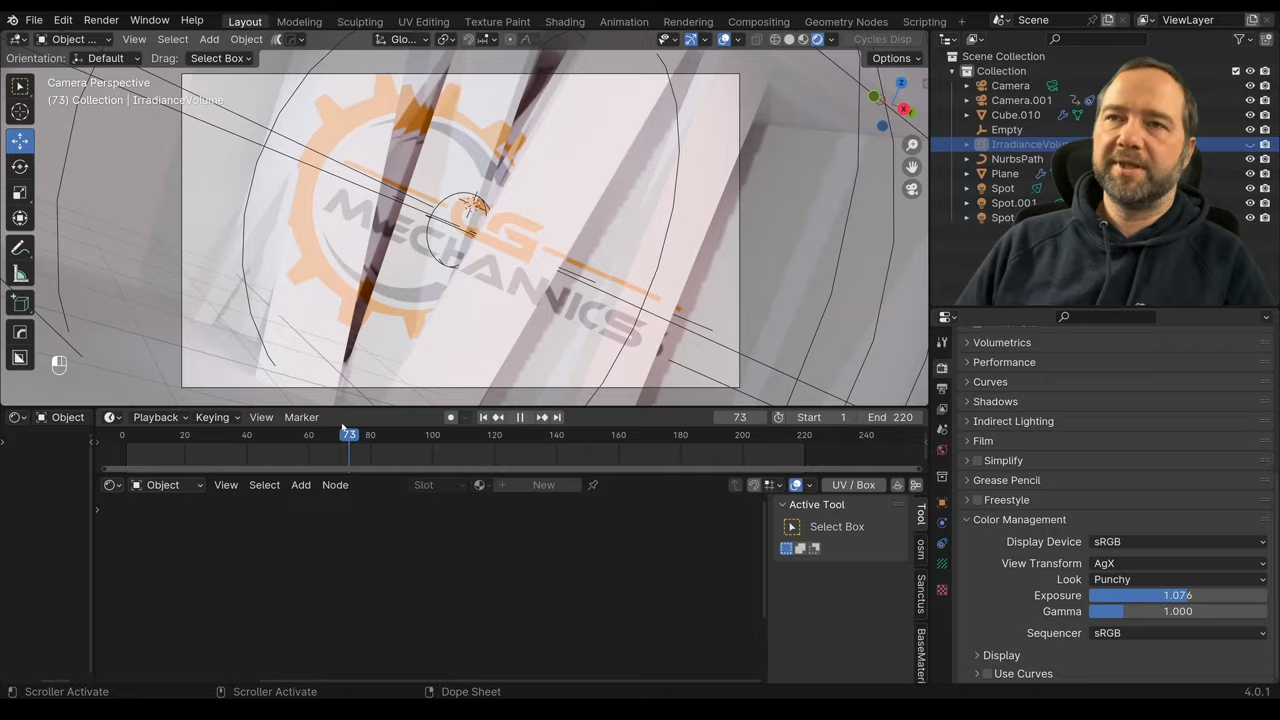 File Edit Render Window Help Layout Modeling Sculpting UV Editing Texture Paint Shading Animation Rendering Compositing Geometry Nodes Scripting + Scene ViewLayer
Object ... View Select Add Object Glo... Cycles Disp
Orientation: Default Drag: Select Box Options
Camera Perspective
(73) Collection | IrradianceVolume
CG
MECHANVICS
Scene Collection
Collection
Camera
Camera.001
Cube.010
Empty
IrradianceVolu
NurbsPath
Plane
Spot
Spot.001
Spot
Volumetrics
Performance
Curves
Shadows
Indirect Lighting
Film
Simplify
Grease Pencil
Freestyle
Color Management
Display Device sRGB
View Transform AgX
Look Punchy
Exposure 1.076
Gamma 1.000
Sequencer sRGB
Display
Use Curves
Object Playback Keying View Marker 73 Start 1 End 220
0 20 40 60 73 80 100 120 140 160 180 200 220 240
Object View Select Add Node Slot New UV / Box
Active Tool
Select Box
Tool
osm
Sanctus
BaseMateri
Scroller Activate Scroller Activate Dope Sheet 4.0.1